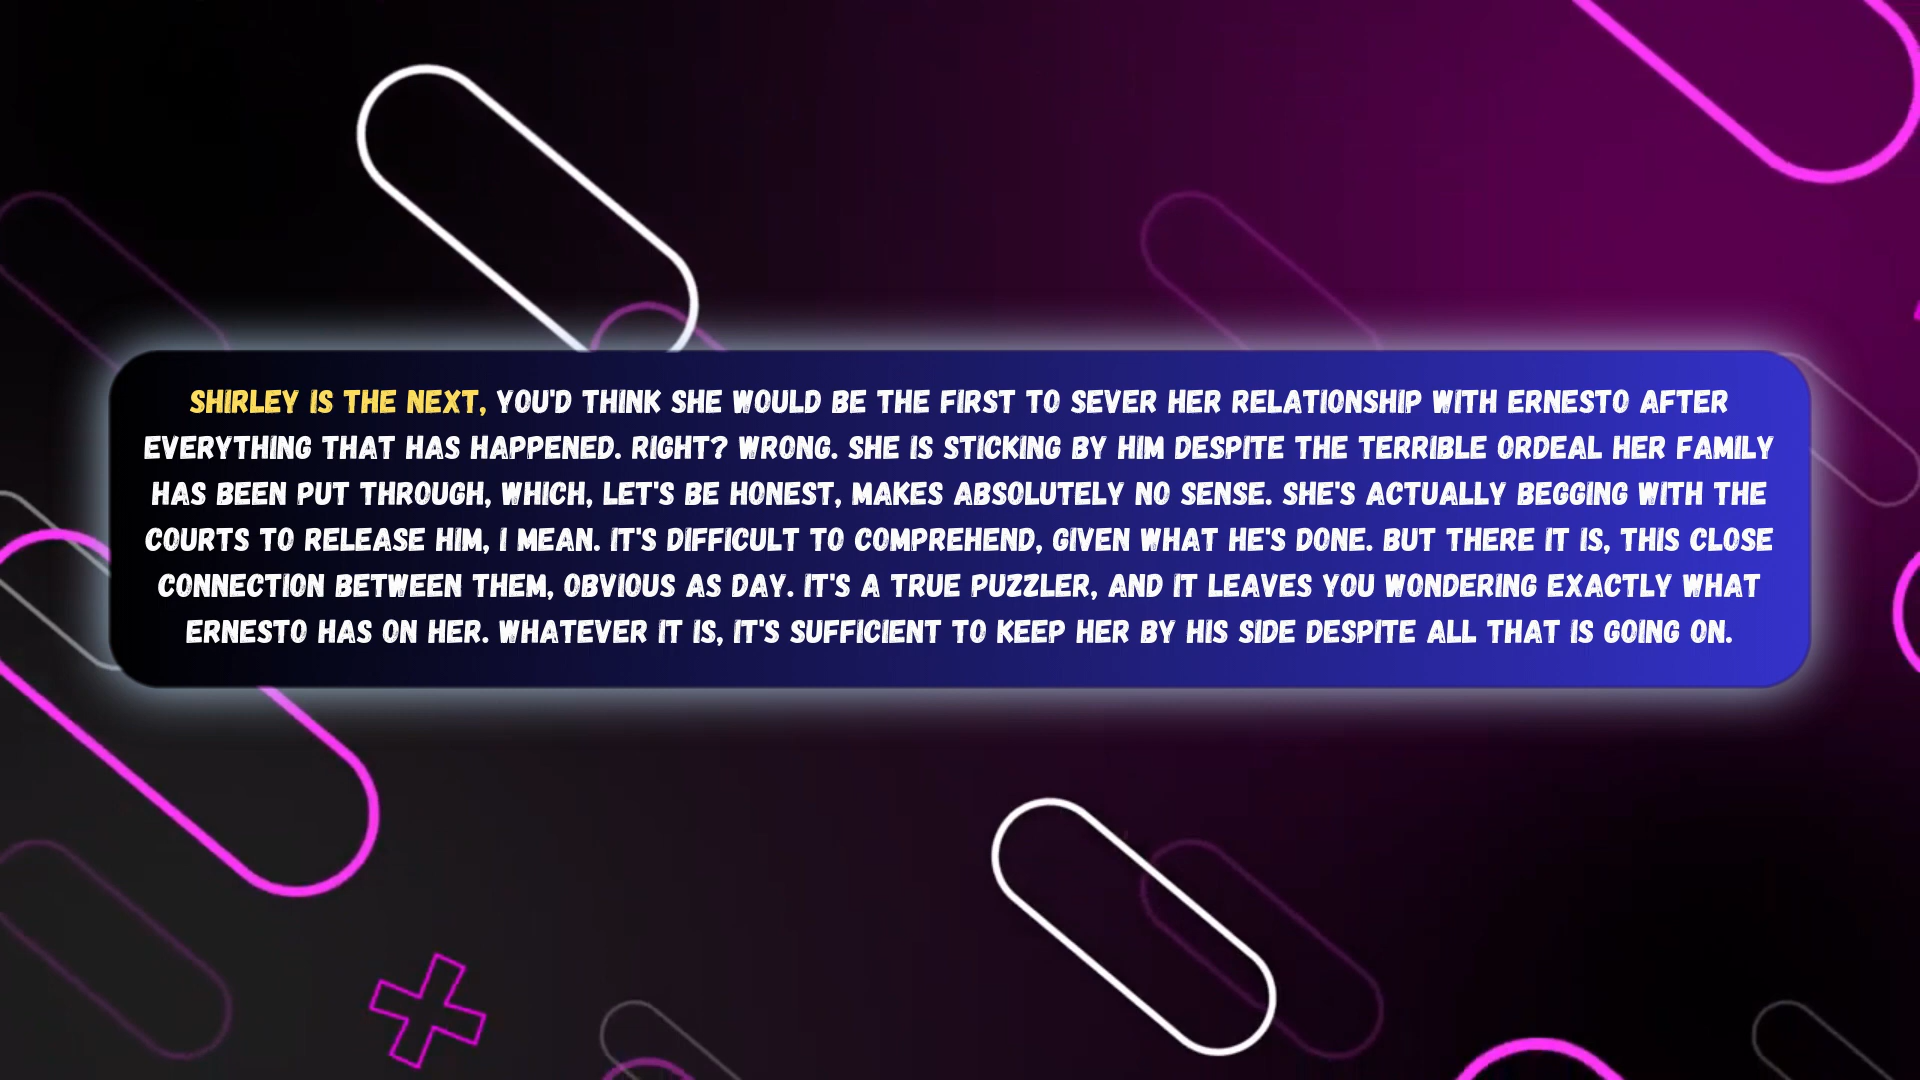 SHIRLEY IS THE NEXT, YOU'D THINK SHE WOULD BE THE FIRST TO SEVER HER RELATIONSHIP WITH ERNESTO AFTER
EVERYTHING THAT HAS HAPPENED. RIGHT? WRONG. SHE IS STICKING BY HIM DESPITE THE TERRIBLE ORDEAL HER FAMILY
HAS BEEN PUT THROUGH, WHICH, LET'S BE HONEST, MAKES ABSOLUTELY NO SENSE. SHE'S ACTUALLY BEGGING WITH THE
COURTS TO RELEASE HIM, I MEAN. IT'S DIFFICULT TO COMPREHEND, GIVEN WHAT HE'S DONE. BUT THERE IT IS, THIS CLOSE
CONNECTION BETWEEN THEM, OBVIOUS AS DAY. IT'S A TRUE PUZZLER, AND IT LEAVES YOU WONDERING EXACTLY WHAT
ERNESTO HAS ON HER. WHATEVER IT IS, IT'S SUFFICIENT TO KEEP HER BY HIS SIDE DESPITE ALL THAT IS GOING ON.